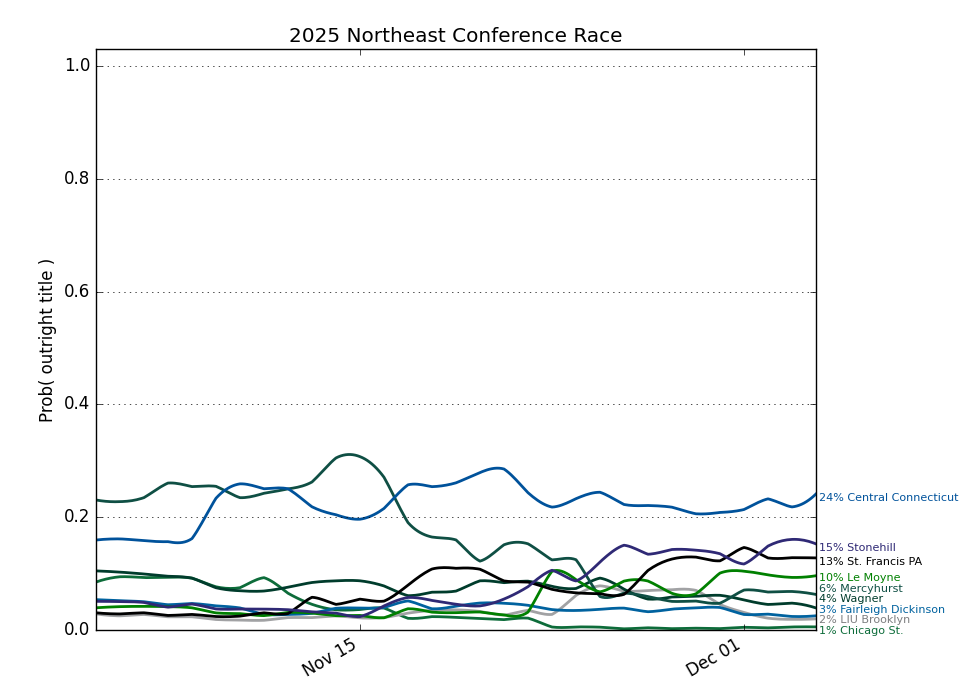 2025 Northeast Conference Race
Prob( outright title )
1.0
0.8
0.6
0.4
0.2
0.0
Nov 15
Dec 01
24% Central Connecticut
15% Stonehill
13% St. Francis PA
10% Le Moyne
6% Mercyhurst
4% Wagner
3% Fairleigh Dickinson
2% LIU Brooklyn
1% Chicago St.